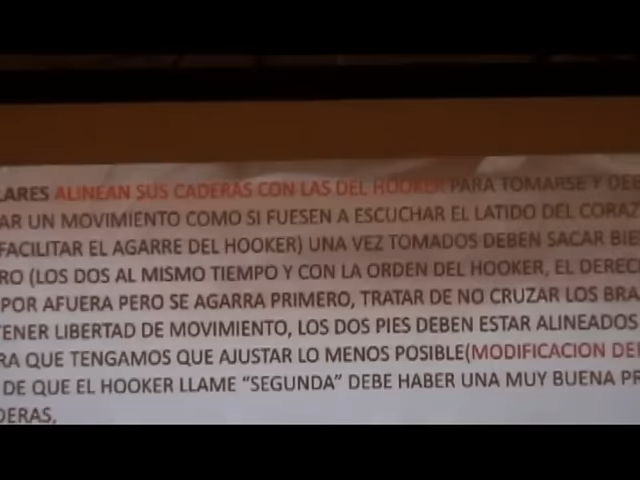 LARES ALINEAN SUS CADERAS CON LAS DEL HOOKER PARA TOMARSE Y DEB
AR UN MOVIMIENTO COMO SI FUESEN A ESCUCHAR EL LATIDO DEL CORAZ
FACILITAR EL AGARRE DEL HOOKER) UNA VEZ TOMADOS DEBEN SACAR BIE
RO (LOS DOS AL MISMO TIEMPO Y CON LA ORDEN DEL HOOKER, EL DEREC
POR AFUERA PERO SE AGARRA PRIMERO, TRATAR DE NO CRUZAR LOS BRA
TENER LIBERTAD DE MOVIMIENTO, LOS DOS PIES DEBEN ESTAR ALINEADOS
RA QUE TENGAMOS QUE AJUSTAR LO MENOS POSIBLE(MODIFICACION DE
DE QUE EL HOOKER LLAME “SEGUNDA” DEBE HABER UNA MUY BUENA PR
DERAS,